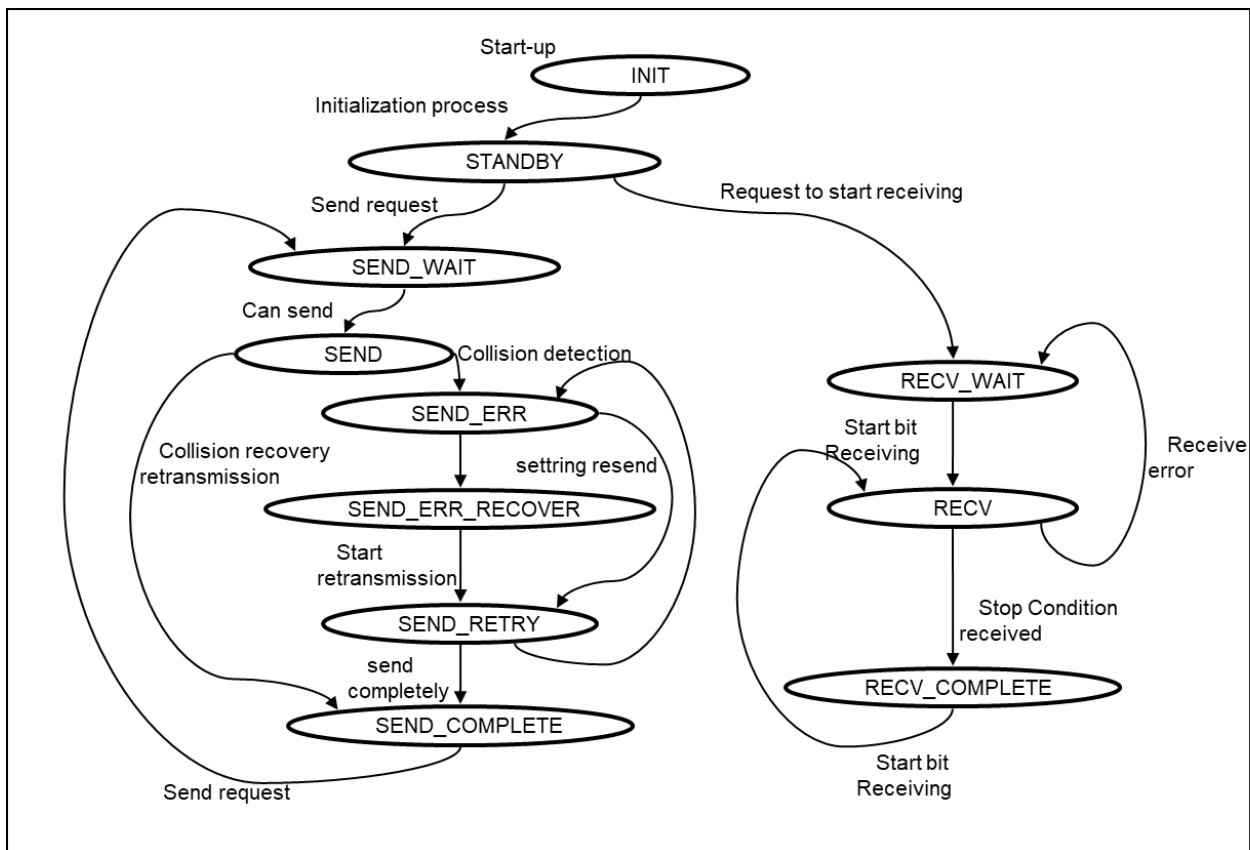 Start-up
INIT
Initialization process
STANDBY
Request to start receiving
Send request
SEND_WAIT
Can send
SEND
Collision detection
RECV_WAIT
SEND_ERR
Start bit
Receiving
Collision recovery
retransmission
settring resend
Receive
error
SEND_ERR_RECOVER
RECV
Start
retransmission
SEND_RETRY
Stop Condition
received
send
completely
RECV_COMPLETE
SEND_COMPLETE
Send request
Start bit
Receiving